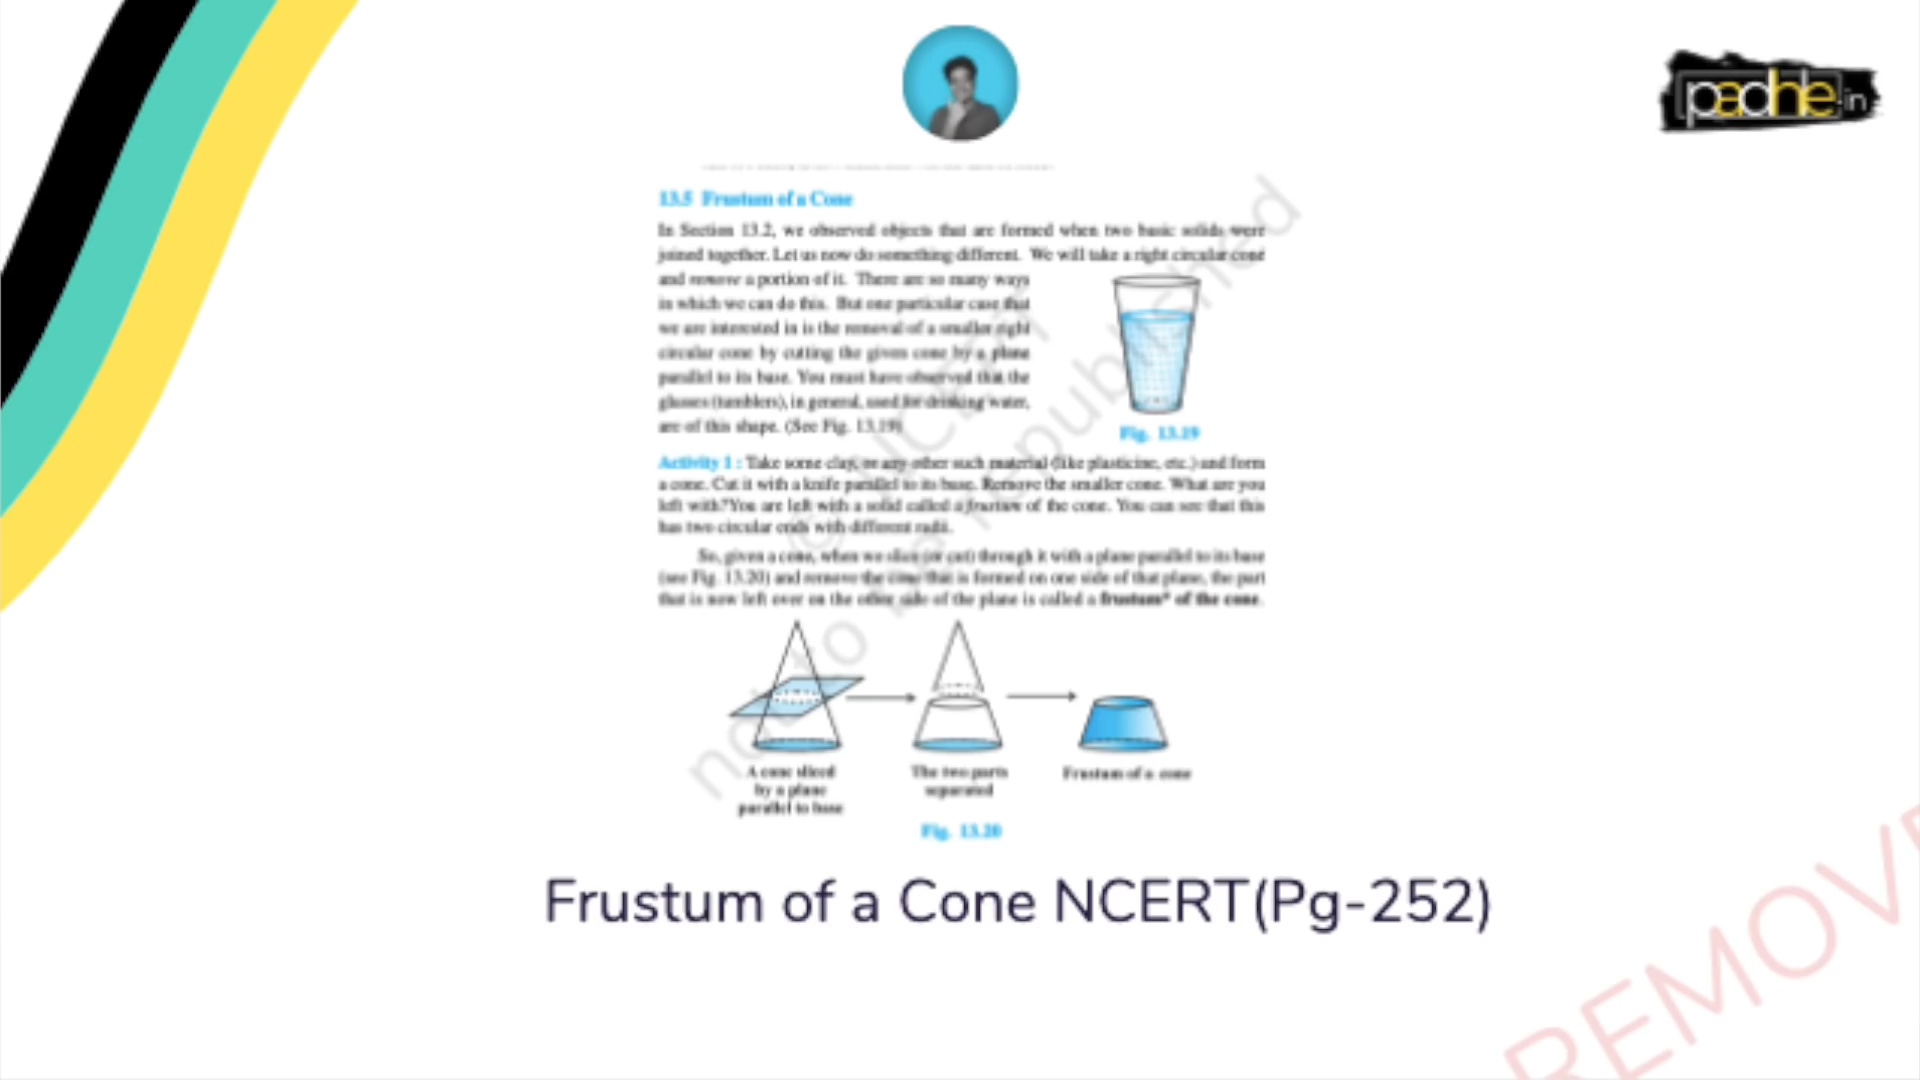 padhle.in
13.5 Frustum of a Cone
In Section 13.2, we observed objects that are formed when two basic solids were
joined together. Let us now do something different. We will take a right circular cone
and remove a portion of it. There are so many ways
in which we can do this. But one particular case that
we are interested in is the removal of a smaller right
circular cone by cutting the given cone by a plane
parallel to its base. You must have observed that the
glasses (tumblers), in general, used for drinking water,
are of this shape. (See Fig. 13.19)
Fig. 13.19
Activity 1 : Take some clay, or any other such material (like plasticine, etc.) and form
a cone. Cut it with a knife parallel to its base. Remove the smaller cone. What are you
left with?You are left with a solid called a frustum of the cone. You can see that this
has two circular ends with different radii.
So, given a cone, when we slice (or cut) through it with a plane parallel to its base
(see Fig. 13.20) and remove the cone that is formed on one side of that plane, the part
that is now left over on the other side of the plane is called a frustum* of the cone.
A cone sliced
by a plane
parallel to base
The two parts
separated
Frustum of a cone
Fig. 13.20
© NCERT
not to be republished
Frustum of a Cone NCERT(Pg-252)
REMOV